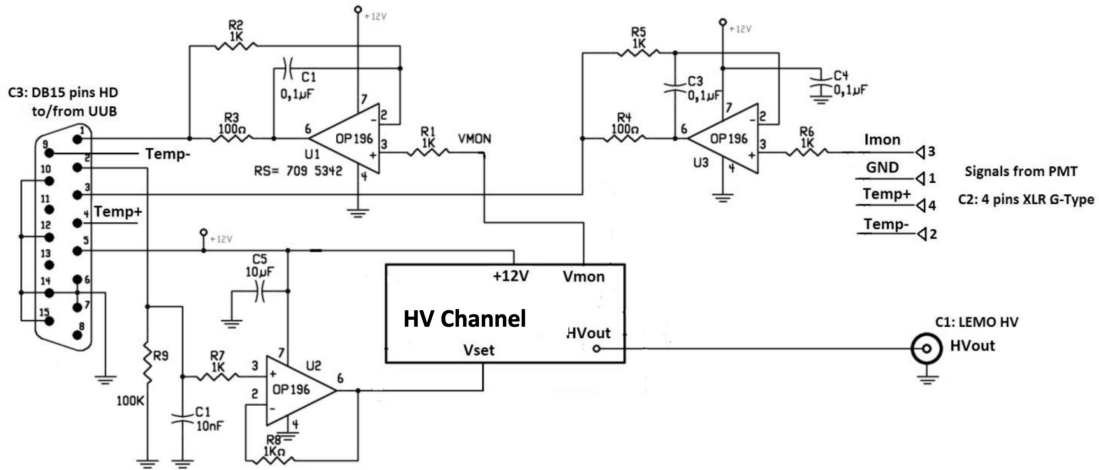 R2
1K
+12V
C3: DB15 pins HD
to/from UUB
C1
0,1µF
R3
100Ω
7
2
6
OP196
3
U1
4
RS= 709 5342
R1
1K
VMON
R5
1K
+12V
C3
0,1µF
C4
0,1µF
R4
100Ω
7
2
6
OP196
3
U3
4
R6
1K
Imon
3
GND
1
Temp+
4
Temp-
2
Signals from PMT
C2: 4 pins XLR G-Type
1
9
Temp-
2
10
3
11
4
Temp+
12
5
13
6
14
7
15
8
+12V
C5
10µF
+12V
Vmon
HV Channel
HVout
Vset
C1: LEMO HV
HVout
R9
100K
R7
1K
C1
10nF
7
U2
3
OP196
6
2
4
R8
1KΩ